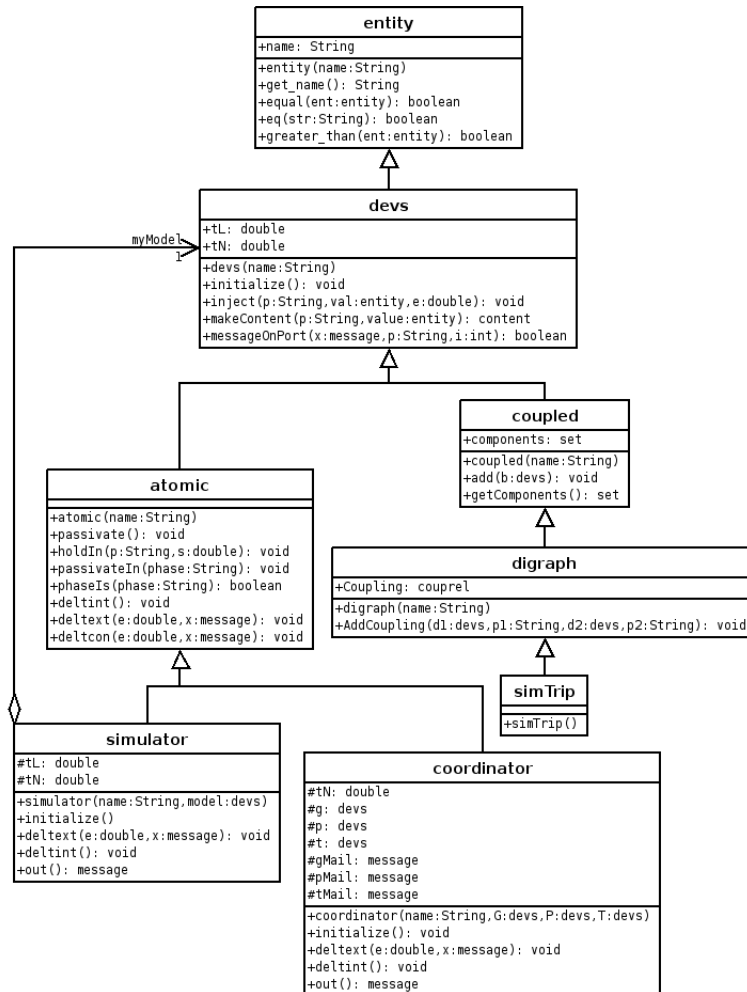 entity
+name: String
+entity(name:String)
+get_name(): String
+equal(ent:entity): boolean
+eq(str:String): boolean
+greater_than(ent:entity): boolean
devs
+tL: double
+tN: double
+devs(name:String)
+initialize(): void
+inject(p:String,val:entity,e:double): void
+makeContent(p:String,value:entity): content
+messageOnPort(x:message,p:String,i:int): boolean
myModel
1
coupled
+components: set
+coupled(name:String)
+add(b:devs): void
+getComponents(): set
atomic
+atomic(name:String)
+passivate(): void
+holdIn(p:String,s:double): void
+passivateIn(phase:String): void
+phaseIs(phase:String): boolean
+deltint(): void
+deltext(e:double,x:message): void
+deltcon(e:double,x:message): void
digraph
+Coupling: couprel
+digraph(name:String)
+AddCoupling(d1:devs,p1:String,d2:devs,p2:String): void
simTrip
+simTrip()
simulator
#tL: double
#tN: double
+simulator(name:String,model:devs)
+initialize()
+deltext(e:double,x:message): void
+deltint(): void
+out(): message
coordinator
#tN: double
#g: devs
#p: devs
#t: devs
#gMail: message
#pMail: message
#tMail: message
+coordinator(name:String,G:devs,P:devs,T:devs)
+initialize(): void
+deltext(e:double,x:message): void
+deltint(): void
+out(): message